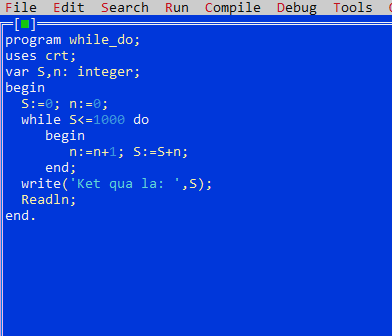 File Edit Search Run Compile Debug Tools
program while_do;
uses crt;
var S,n: integer;
begin
S:=0; n:=0;
while S<=1000 do
begin
n:=n+1; S:=S+n;
end;
write('Ket qua la: ',S);
Readln;
end.